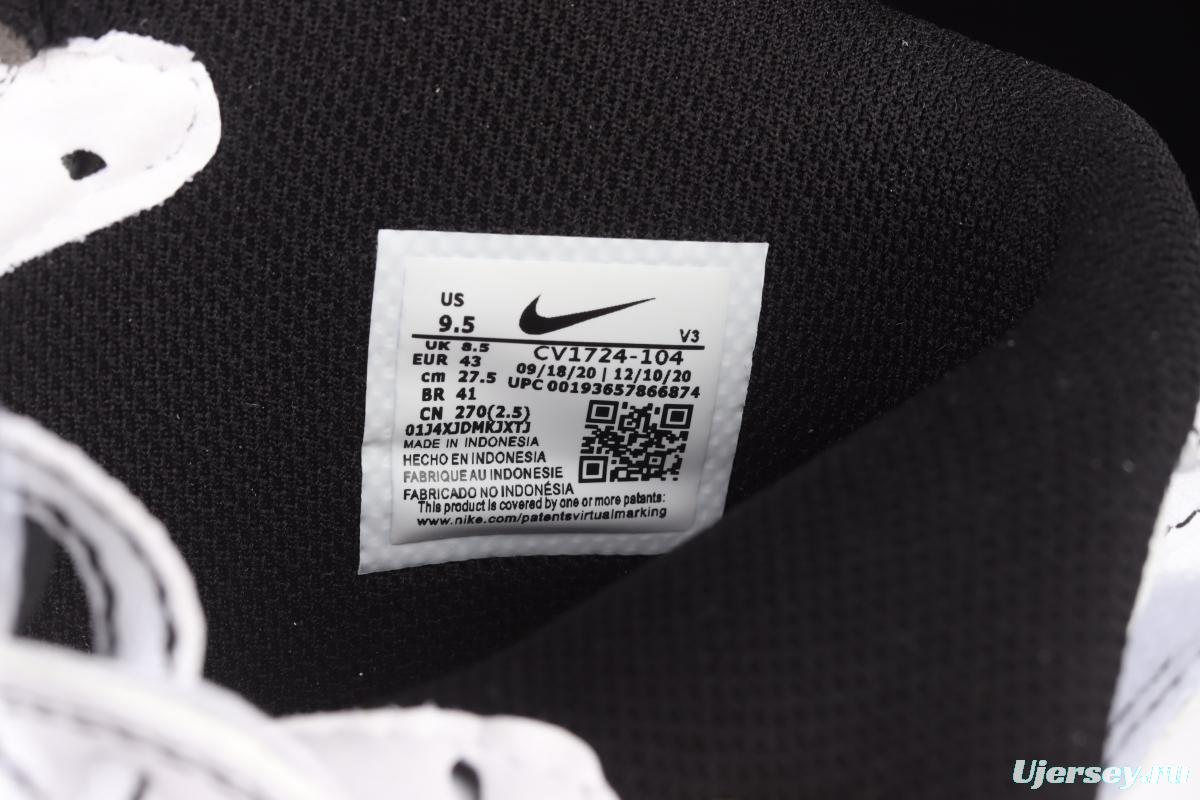 US
9.5
V3
UK 8.5
CV1724-104
EUR 43
09/18/20 | 12/10/20
cm 27.5
UPC 00193657866874
BR 41
CN 270(2.5)
01J4XJDMKJXTJ
MADE IN INDONESIA
HECHO EN INDONESIA
FABRIQUE AU INDONESIE
FABRICADO NO INDONÉSIA
This product is covered by one or more patents:
www.nike.com/patentsvirtualmarking
Ujersey.ru